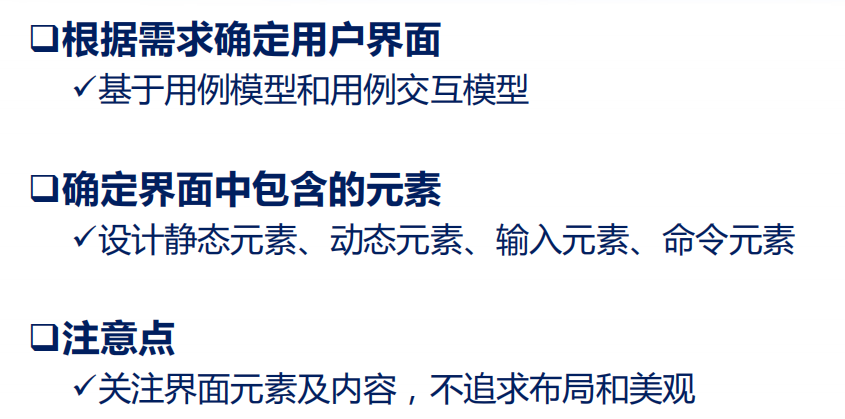 ❑根据需求确定用户界面
✓基于用例模型和用例交互模型
❑确定界面中包含的元素
✓设计静态元素、动态元素、输入元素、命令元素
❑注意点
✓关注界面元素及内容，不追求布局和美观